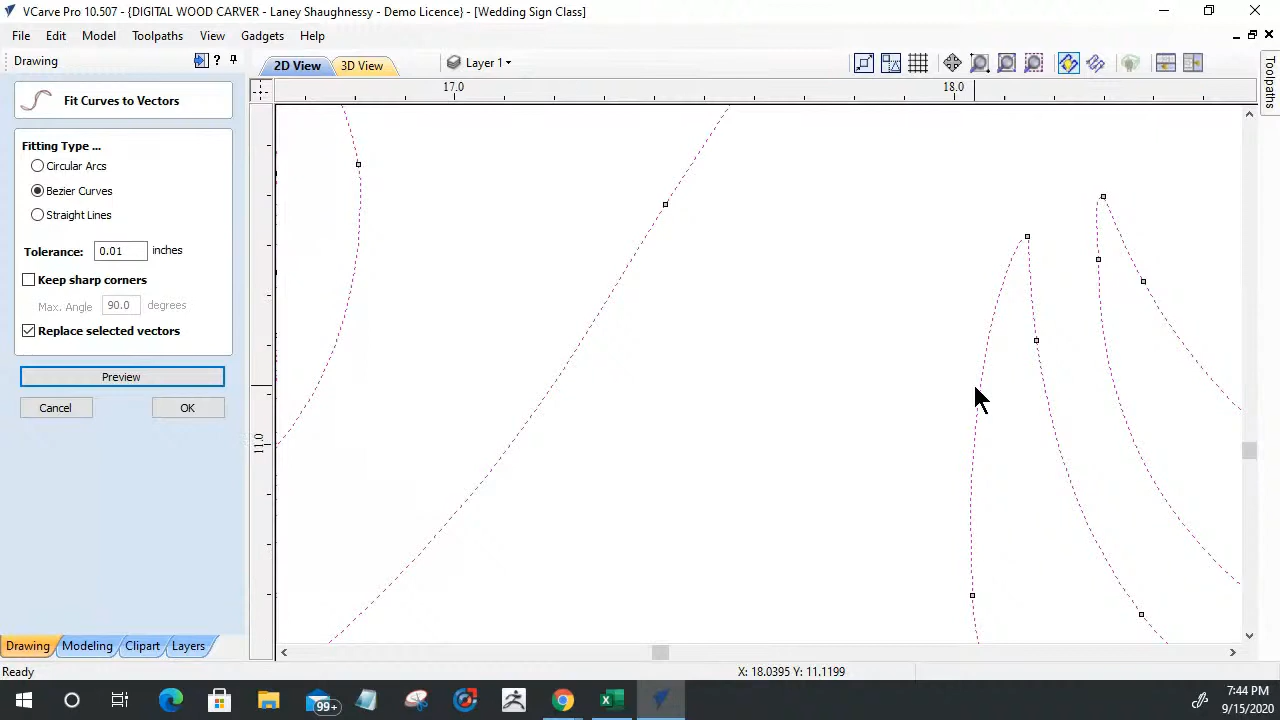 VCarve Pro 10.507 - {DIGITAL WOOD CARVER - Laney Shaughnessy - Demo Licence} - [Wedding Sign Class]
File Edit Model Toolpaths View Gadgets Help
Drawing
2D View 3D View Layer 1
Toolpaths
17.0 18.0
Fit Curves to Vectors
Fitting Type ...
Circular Arcs
Bezier Curves
Straight Lines
Tolerance: 0.01 inches
Keep sharp corners
Max. Angle 90.0 degrees
Replace selected vectors
Preview
Cancel OK
11.0
Drawing Modeling Clipart Layers
Ready X: 18.0395 Y: 11.1199
99+
7:44 PM
9/15/2020